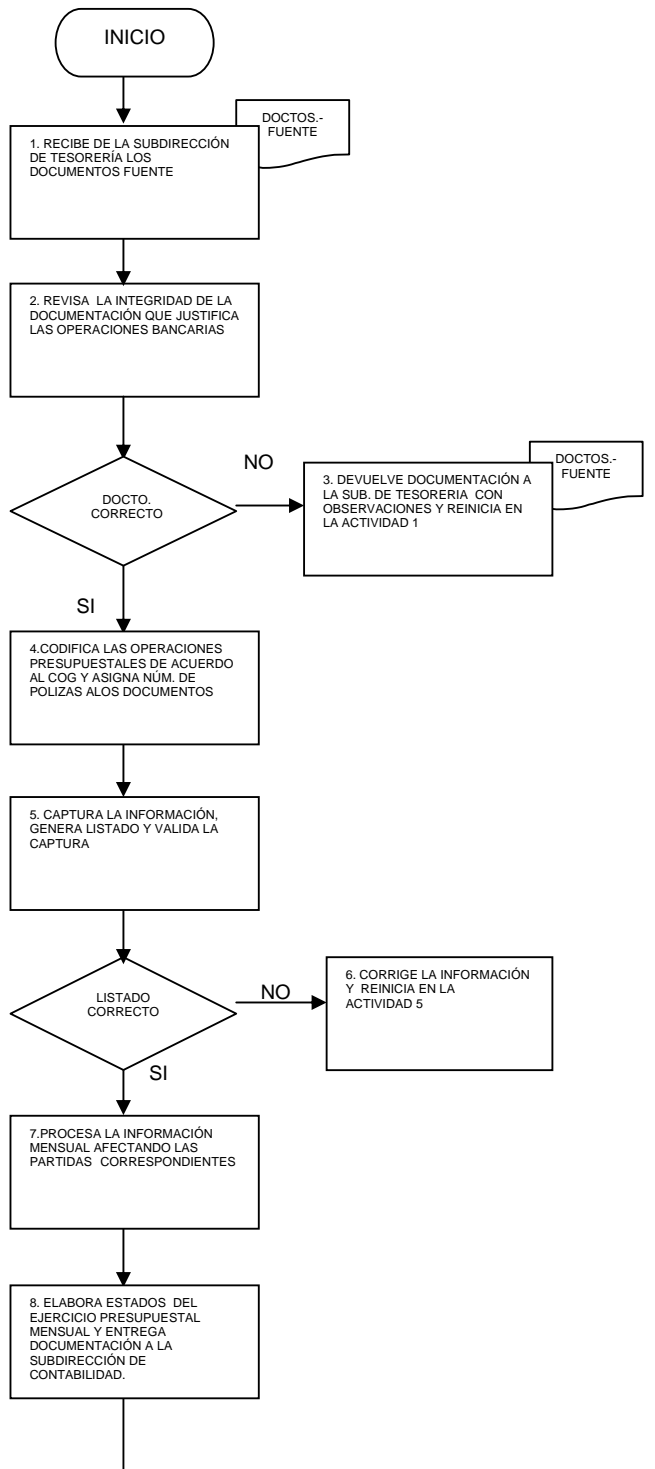 INICIO
DOCTOS.-
FUENTE
1. RECIBE DE LA SUBDIRECCIÓN
DE TESORERÍA LOS
DOCUMENTOS FUENTE
2. REVISA LA INTEGRIDAD DE LA
DOCUMENTACIÓN QUE JUSTIFICA
LAS OPERACIONES BANCARIAS
DOCTO.
CORRECTO
NO
DOCTOS.-
FUENTE
3. DEVUELVE DOCUMENTACIÓN A
LA SUB. DE TESORERIA CON
OBSERVACIONES Y REINICIA EN
LA ACTIVIDAD 1
SI
4.CODIFICA LAS OPERACIONES
PRESUPUESTALES DE ACUERDO
AL COG Y ASIGNA NÚM. DE
POLIZAS ALOS DOCUMENTOS
5. CAPTURA LA INFORMACIÓN,
GENERA LISTADO Y VALIDA LA
CAPTURA
LISTADO
CORRECTO
NO
6. CORRIGE LA INFORMACIÓN
Y REINICIA EN LA
ACTIVIDAD 5
SI
7.PROCESA LA INFORMACIÓN
MENSUAL AFECTANDO LAS
PARTIDAS CORRESPONDIENTES
8. ELABORA ESTADOS DEL
EJERCICIO PRESUPUESTAL
MENSUAL Y ENTREGA
DOCUMENTACIÓN A LA
SUBDIRECCIÓN DE
CONTABILIDAD.